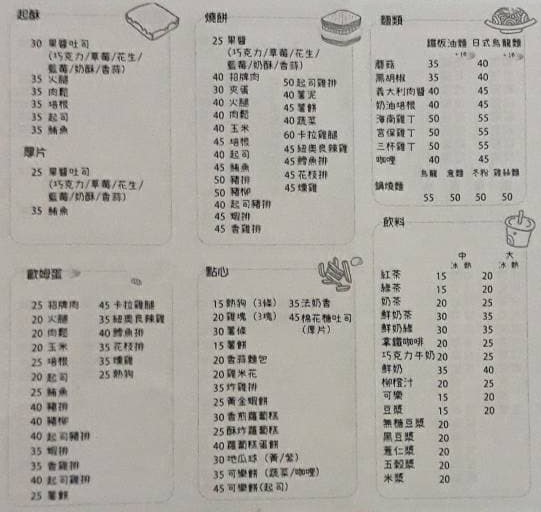 起酥
30 果醬吐司
(巧克力/草莓/花生/
藍莓/奶酥/香蒜)
35 火腿
35 肉鬆
35 培根
35 起司
35 鮪魚
厚片
25 果醬吐司
(巧克力/草莓/花生/
藍莓/奶酥/香蒜)
35 鮪魚
燒餅
25 果醬
(巧克力/草莓/花生/
藍莓/奶酥/香蒜)
40 招牌肉
30 夾蛋
40 火腿
40 肉鬆
40 玉米
45 培根
40 起司
45 鮪魚
50 豬排
50 豬柳
40 起司豬排
45 蝦排
45 香雞排
50 起司雞排
40 薯泥
45 薯餅
40 蔬菜
60 卡拉雞腿
45 紐奧良辣雞
45 鱈魚排
45 花枝排
45 燻雞
麵類
鐵板油麵 日式烏龍麵
蘑菇 35 40
黑胡椒 35 40
義大利肉醬 40 45
奶油培根 40 45
海南雞丁 50 55
宮保雞丁 50 55
三杯雞丁 50 55
咖哩 40 45
烏龍 意麵 冬粉 雞絲麵
鍋燒麵
55 50 50 50
歐姆蛋
25 招牌肉
20 火腿
20 肉鬆
20 玉米
25 培根
20 起司
25 鮪魚
40 豬排
40 豬柳
40 起司豬排
35 蝦排
35 香雞排
40 起司雞排
25 薯餅
45 卡拉雞腿
35 紐奧良辣雞
40 鱈魚排
35 花枝排
35 燻雞
25 熱狗
點心
15 熱狗 (3條)
20 雞塊 (3塊)
30 薯條
15 薯餅
20 香蒜麵包
20 雞米花
35 炸雞排
25 黃金蝦餅
30 香煎蘿蔔糕
25 酥炸蘿蔔糕
40 蘿蔔糕蛋餅
30 地瓜球 (黃/紫)
35 可樂餅 (蔬菜/咖哩)
45 可樂餅(起司)
35 法奶香
45 棉花糖吐司
(厚片)
飲料
中 大
冰 熱 冰 熱
紅茶 15 20
綠茶 15 20
奶茶 20 25
鮮奶茶 30 35
鮮奶綠 30 35
拿鐵咖啡 20 25
巧克力牛奶 20 25
鮮奶 35 40
柳橙汁 20 25
可樂 15 20
豆漿 15 20
無糖豆漿 20
黑豆漿 20
薏仁漿 20
五穀漿 20
米漿 20